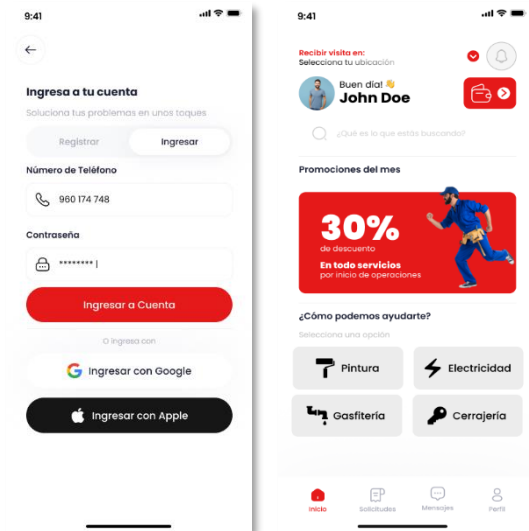 9:41
Ingresa a tu cuenta
Soluciona tus problemas en unos toques
Registrar
Ingresar
Número de Teléfono
960 174 748
Contraseña
******** |
Ingresar a Cuenta
O ingresa con
Ingresar con Google
Ingresar con Apple
9:41
Recibir visita en:
Selecciona tu ubicación
Buen día! 👋
John Doe
¿Qué es lo que estás buscando?
Promociones del mes
30%
de descuento
En todo servicios
por inicio de operaciones
¿Cómo podemos ayudarte?
Selecciona una opción
Pintura
Electricidad
Gasfitería
Cerrajería
Inicio
Solicitudes
Mensajes
Perfil